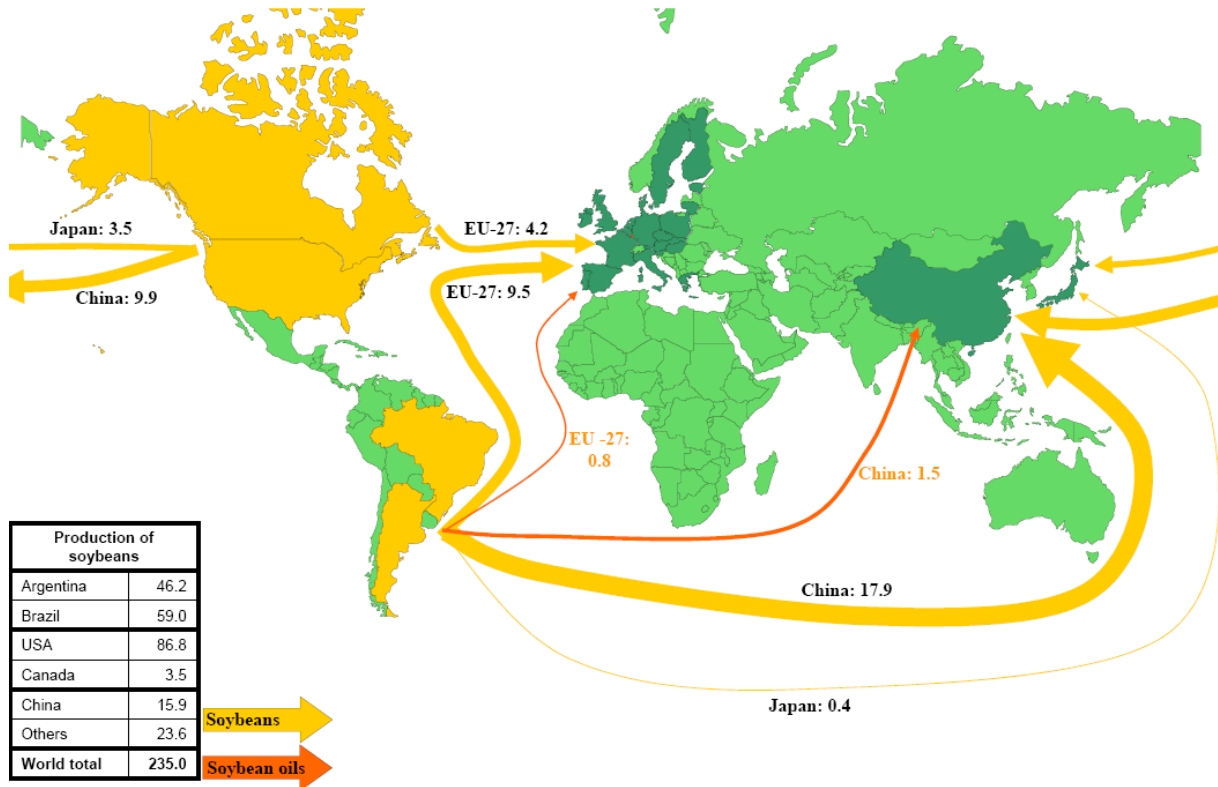 Japan: 3.5
China: 9.9
EU-27: 4.2
EU-27: 9.5
EU -27:
0.8
China: 1.5
China: 17.9
Japan: 0.4
Production of
soybeans
Argentina 46.2
Brazil 59.0
USA 86.8
Canada 3.5
China 15.9
Others 23.6
World total 235.0
Soybeans
Soybean oils